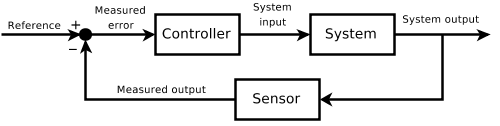 Reference
+
−
Measured
error
Controller
System
input
System
System output
Measured output
Sensor